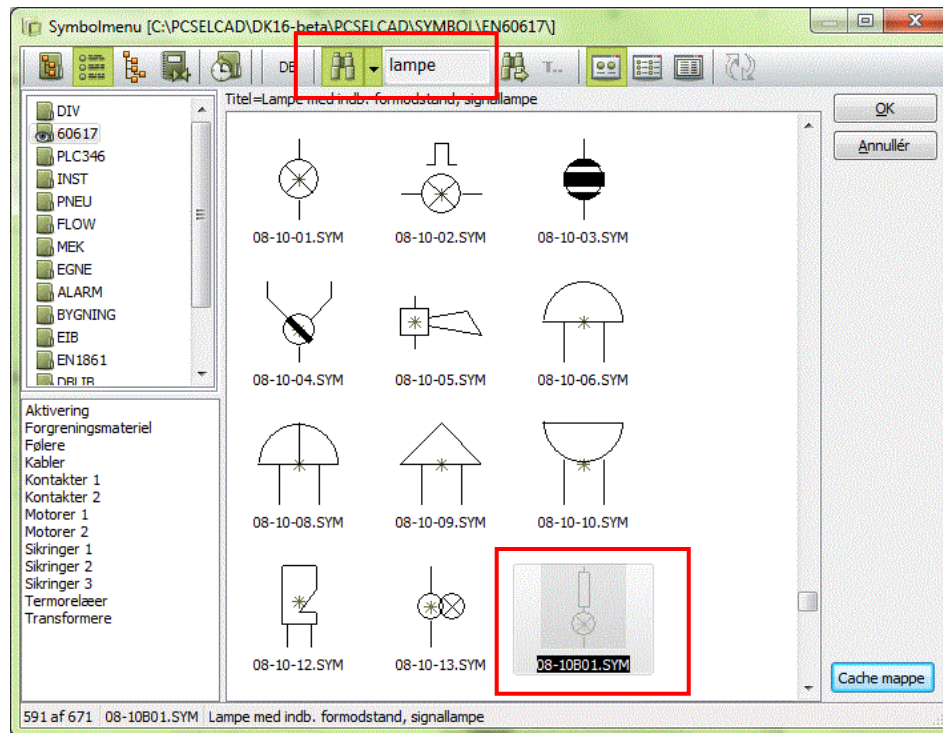 Symbolmenu [C:\PCSELCAD\DK16-beta\PCSELCAD\SYMBOL\EN60617\]
lampe
T...
Titel=Lampe med indb. formodstand, signallampe
DIV
60617
PLC346
INST
PNEU
FLOW
MEK
EGNE
ALARM
BYGNING
EIB
EN1861
DBLIB
Aktivering
Forgreningsmateriel
Følere
Kabler
Kontakter 1
Kontakter 2
Motorer 1
Motorer 2
Sikringer 1
Sikringer 2
Sikringer 3
Termorelæer
Transformere
08-10-01.SYM 08-10-02.SYM 08-10-03.SYM
08-10-04.SYM 08-10-05.SYM 08-10-06.SYM
08-10-08.SYM 08-10-09.SYM 08-10-10.SYM
08-10-12.SYM 08-10-13.SYM 08-10B01.SYM
OK
Annullér
Cache mappe
591 af 671 08-10B01.SYM Lampe med indb. formodstand, signallampe